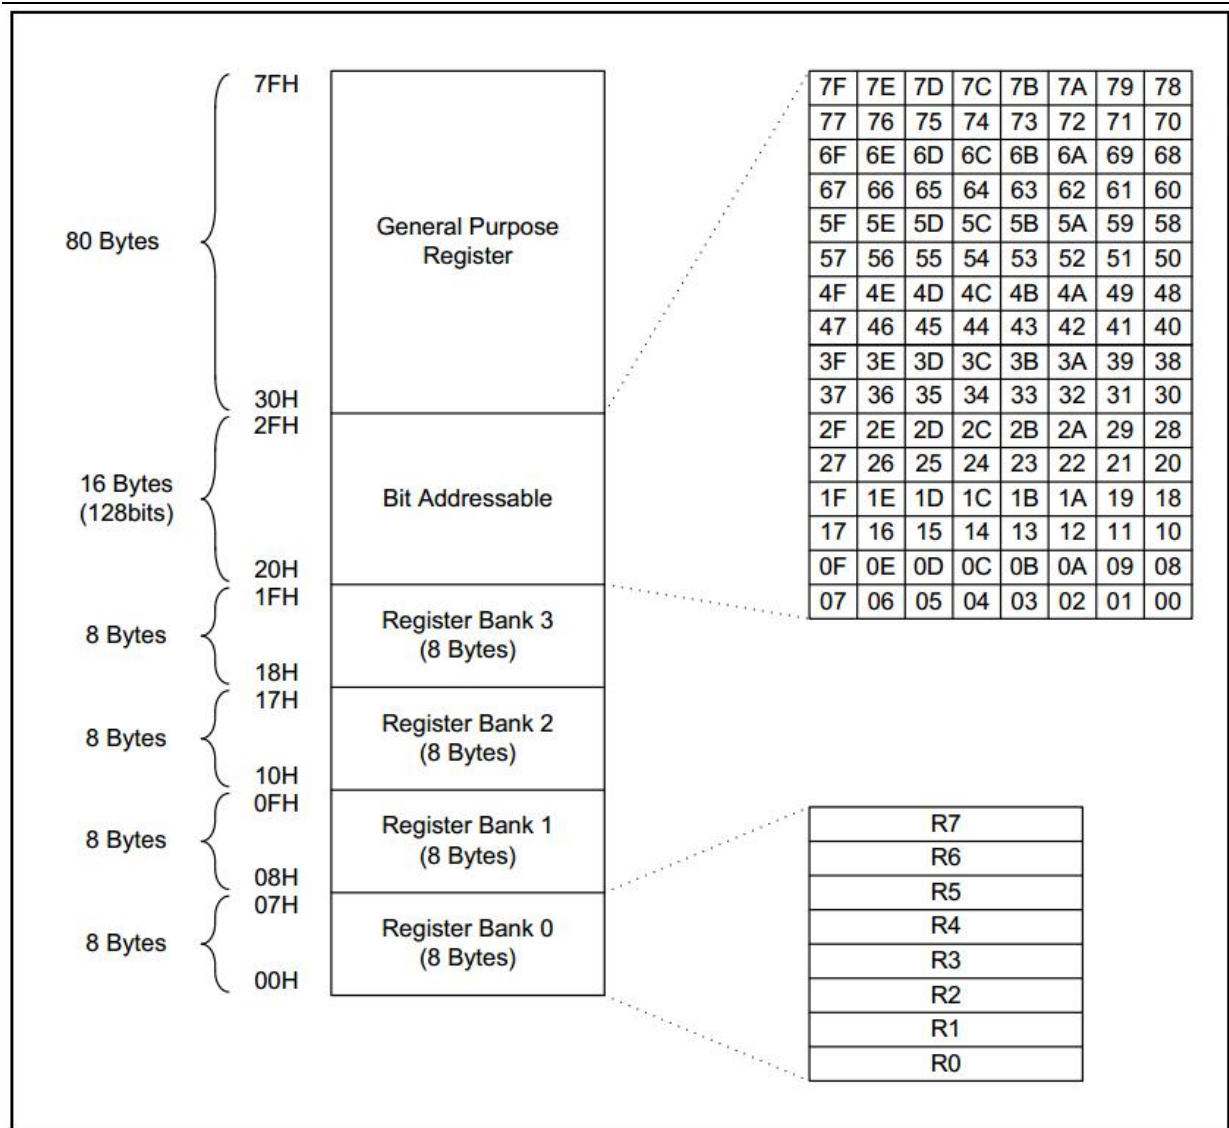 7FH
80 Bytes
General Purpose
Register
30H
2FH
16 Bytes
(128bits)
Bit Addressable
20H
1FH
8 Bytes
Register Bank 3
(8 Bytes)
18H
17H
8 Bytes
Register Bank 2
(8 Bytes)
10H
0FH
8 Bytes
Register Bank 1
(8 Bytes)
08H
07H
8 Bytes
Register Bank 0
(8 Bytes)
00H
7F 7E 7D 7C 7B 7A 79 78
77 76 75 74 73 72 71 70
6F 6E 6D 6C 6B 6A 69 68
67 66 65 64 63 62 61 60
5F 5E 5D 5C 5B 5A 59 58
57 56 55 54 53 52 51 50
4F 4E 4D 4C 4B 4A 49 48
47 46 45 44 43 42 41 40
3F 3E 3D 3C 3B 3A 39 38
37 36 35 34 33 32 31 30
2F 2E 2D 2C 2B 2A 29 28
27 26 25 24 23 22 21 20
1F 1E 1D 1C 1B 1A 19 18
17 16 15 14 13 12 11 10
0F 0E 0D 0C 0B 0A 09 08
07 06 05 04 03 02 01 00
R7
R6
R5
R4
R3
R2
R1
R0